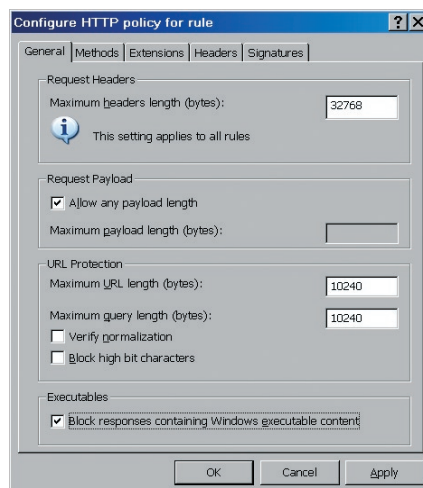 Configure HTTP policy for rule
General Methods Extensions Headers Signatures
Request Headers
Maximum headers length (bytes): 32768
This setting applies to all rules
Request Payload
Allow any payload length
Maximum payload length (bytes):
URL Protection
Maximum URL length (bytes): 10240
Maximum query length (bytes): 10240
Verify normalization
Block high bit characters
Executables
Block responses containing Windows executable content
OK Cancel Apply